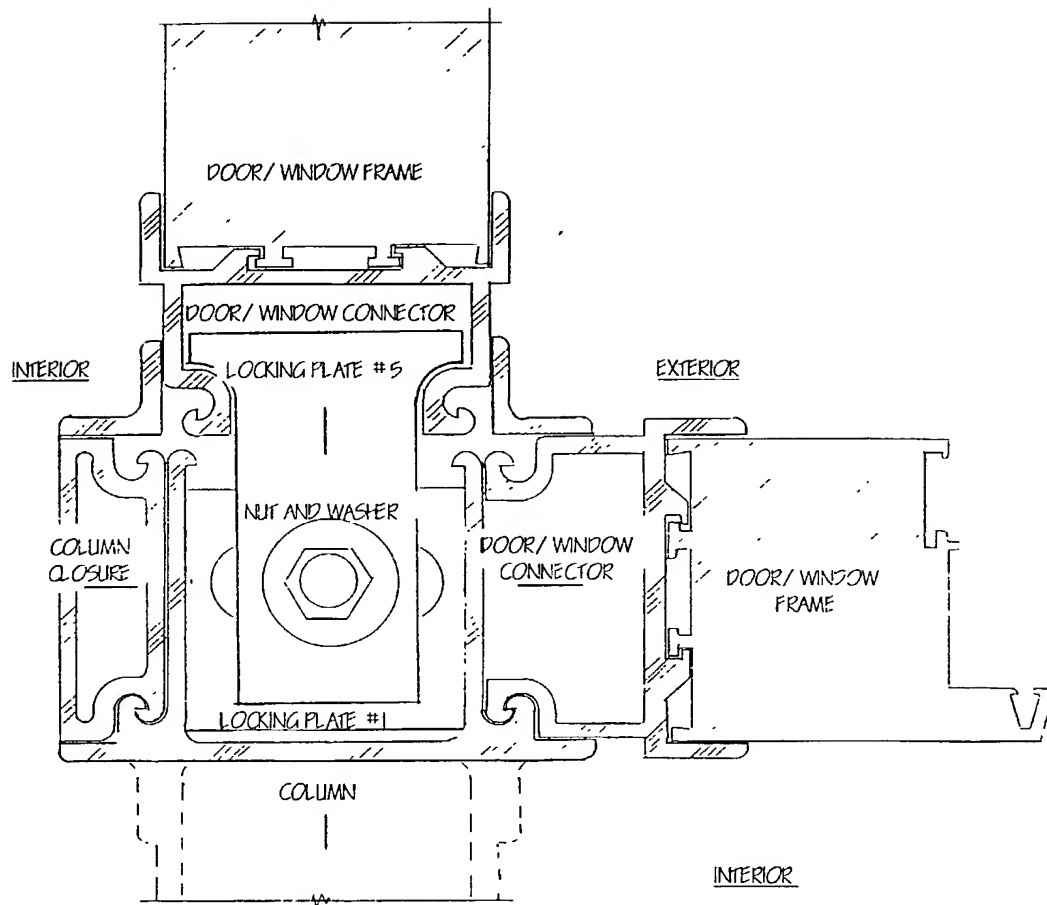 DOOR/ WINDOW FRAME
DOOR/ WINDOW CONNECTOR
LOCKING PLATE #5
INTERIOR
EXTERIOR
NUT AND WASHER
COLUMN
CLOSURE
DOOR/ WINDOW
CONNECTOR
DOOR/ WINDOW
FRAME
LOCKING PLATE #1
COLUMN
INTERIOR